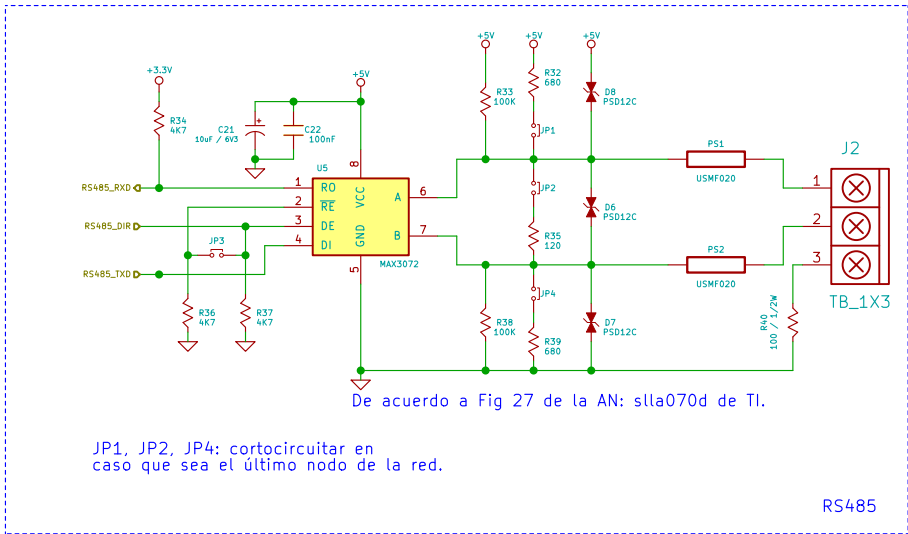 +5V
+5V
+5V
+3.3V
+5V
R34
4K7
C21
10uF / 6V3
C22
100nF
R33
100K
R32
680
JP1
D8
PSD12C
U5
8
RS485_RXD
1
RO
VCC
A
6
2
RE
RS485_DIR
3
DE
GND
B
7
4
DI
RS485_TXD
5
MAX3072
JP3
JP2
R35
120
D6
PSD12C
PS1
USMF020
PS2
USMF020
J2
1
2
3
TB_1X3
R36
4K7
R37
4K7
R38
100K
JP4
R39
680
D7
PSD12C
R40
100 / 1/2W
De acuerdo a Fig 27 de la AN: slla070d de TI.
JP1, JP2, JP4: cortocircuitar en
caso que sea el último nodo de la red.
RS485